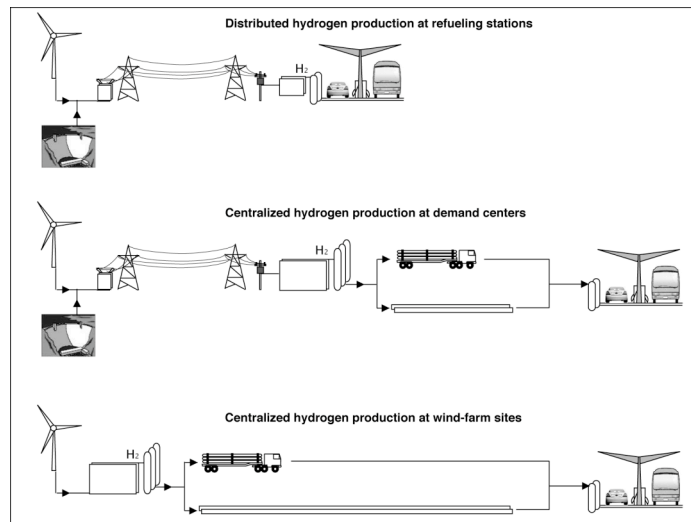 Distributed hydrogen production at refueling stations
H2
Centralized hydrogen production at demand centers
H2
Centralized hydrogen production at wind-farm sites
H2